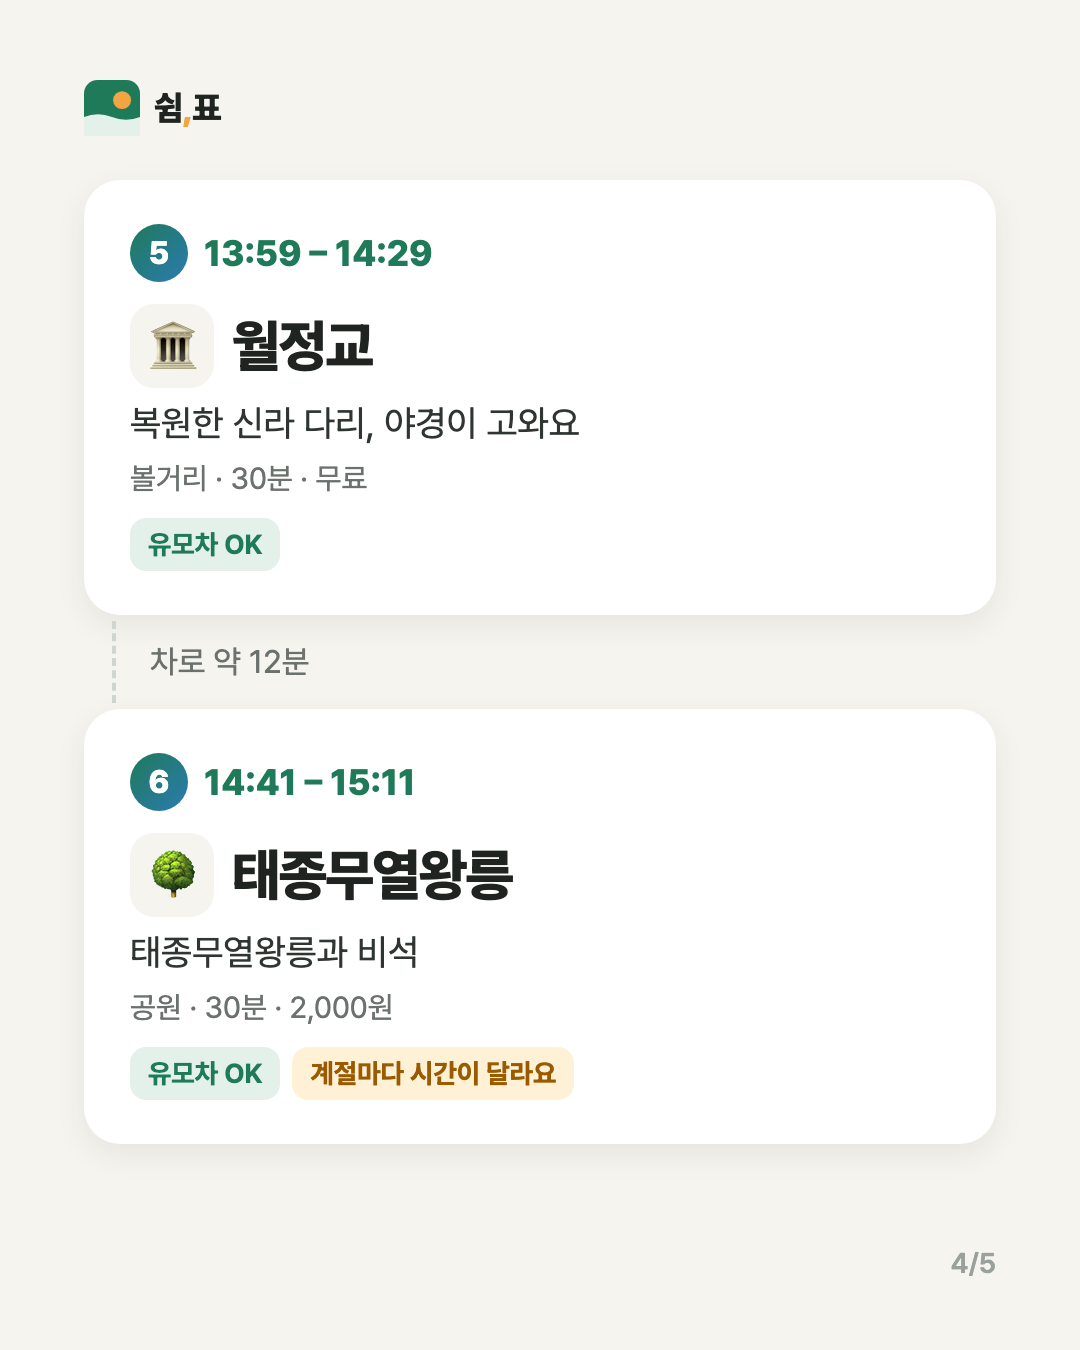 쉼,표
5 13:59 – 14:29
월정교
복원한 신라 다리, 야경이 고와요
볼거리 · 30분 · 무료
유모차 OK
차로 약 12분
6 14:41 – 15:11
태종무열왕릉
태종무열왕릉과 비석
공원 · 30분 · 2,000원
유모차 OK 계절마다 시간이 달라요
4/5